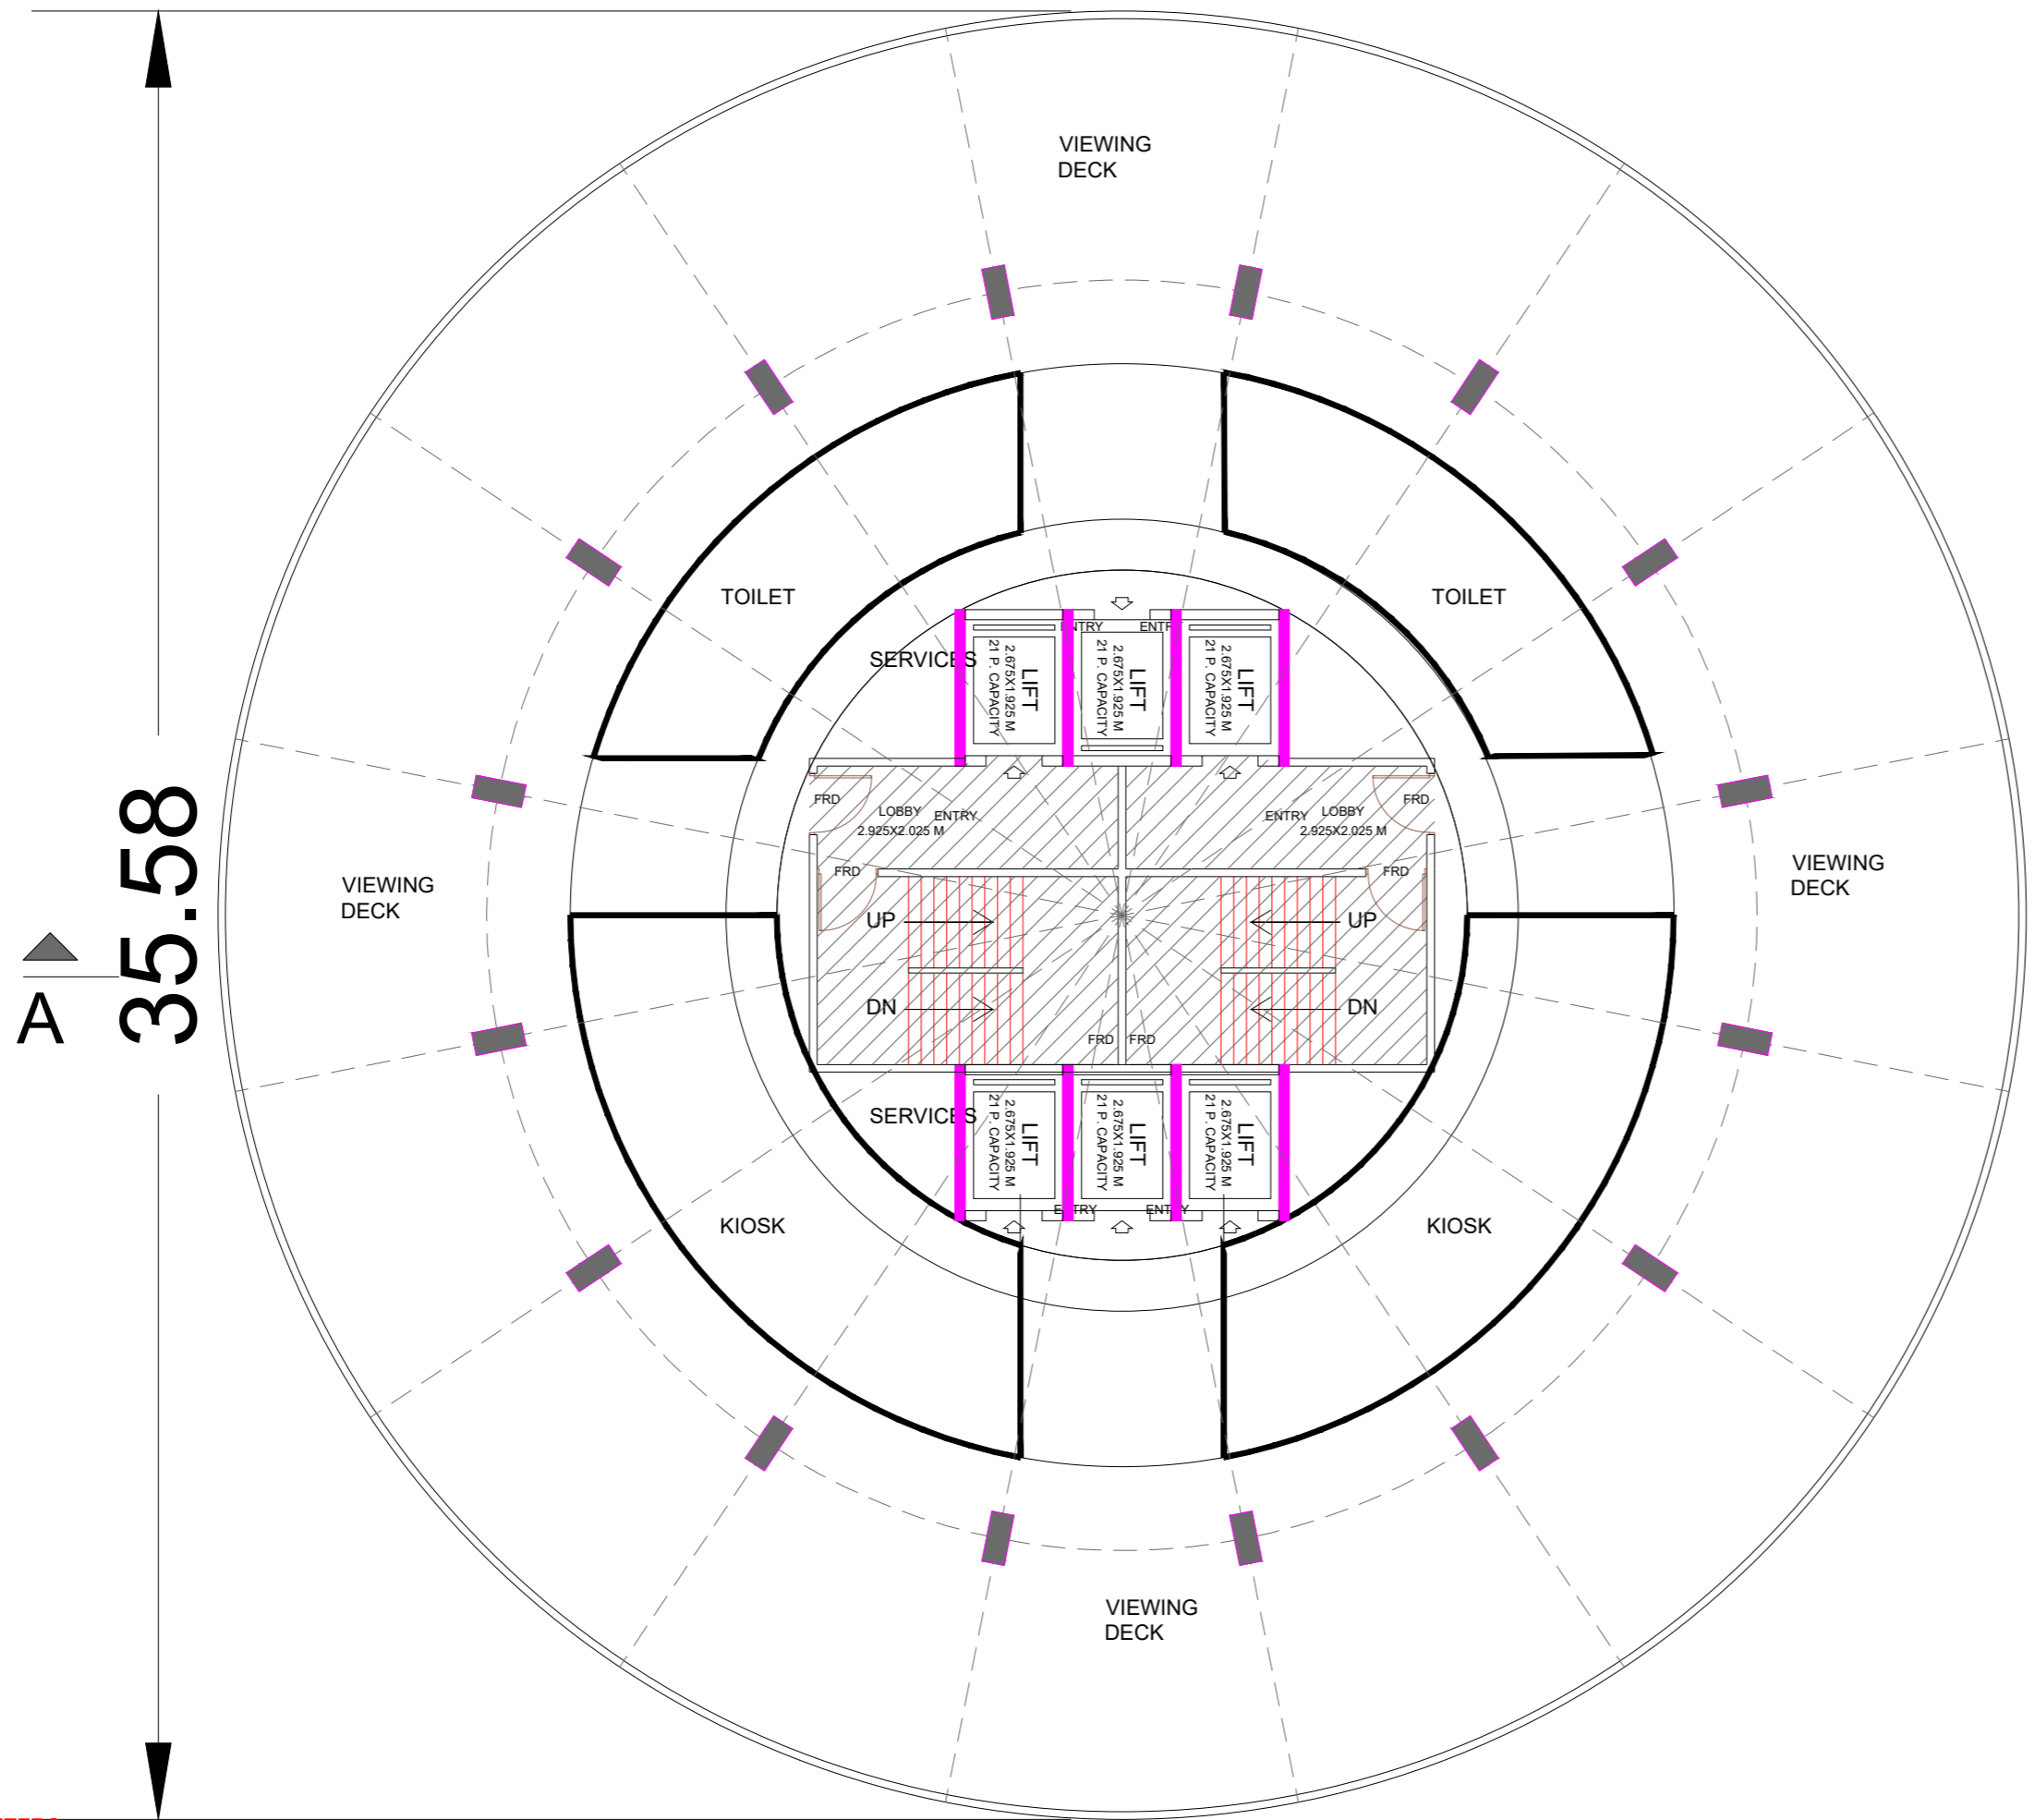 VIEWING
DECK
TOILET
TOILET
ENTRY
ENTRY
SERVICES
LIFT
2.675X1.925 M
21 P. CAPACITY
LIFT
2.675X1.925 M
21 P. CAPACITY
LIFT
2.675X1.925 M
21 P. CAPACITY
FRD
LOBBY
2.925X2.025 M
ENTRY
ENTRY
LOBBY
2.925X2.025 M
FRD
FRD
FRD
VIEWING
DECK
35.58
A
VIEWING
DECK
UP
UP
DN
DN
FRD
FRD
SERVICES
LIFT
2.675X1.925 M
21 P. CAPACITY
LIFT
2.675X1.925 M
21 P. CAPACITY
LIFT
2.675X1.925 M
21 P. CAPACITY
ENTRY
ENTRY
KIOSK
KIOSK
VIEWING
DECK